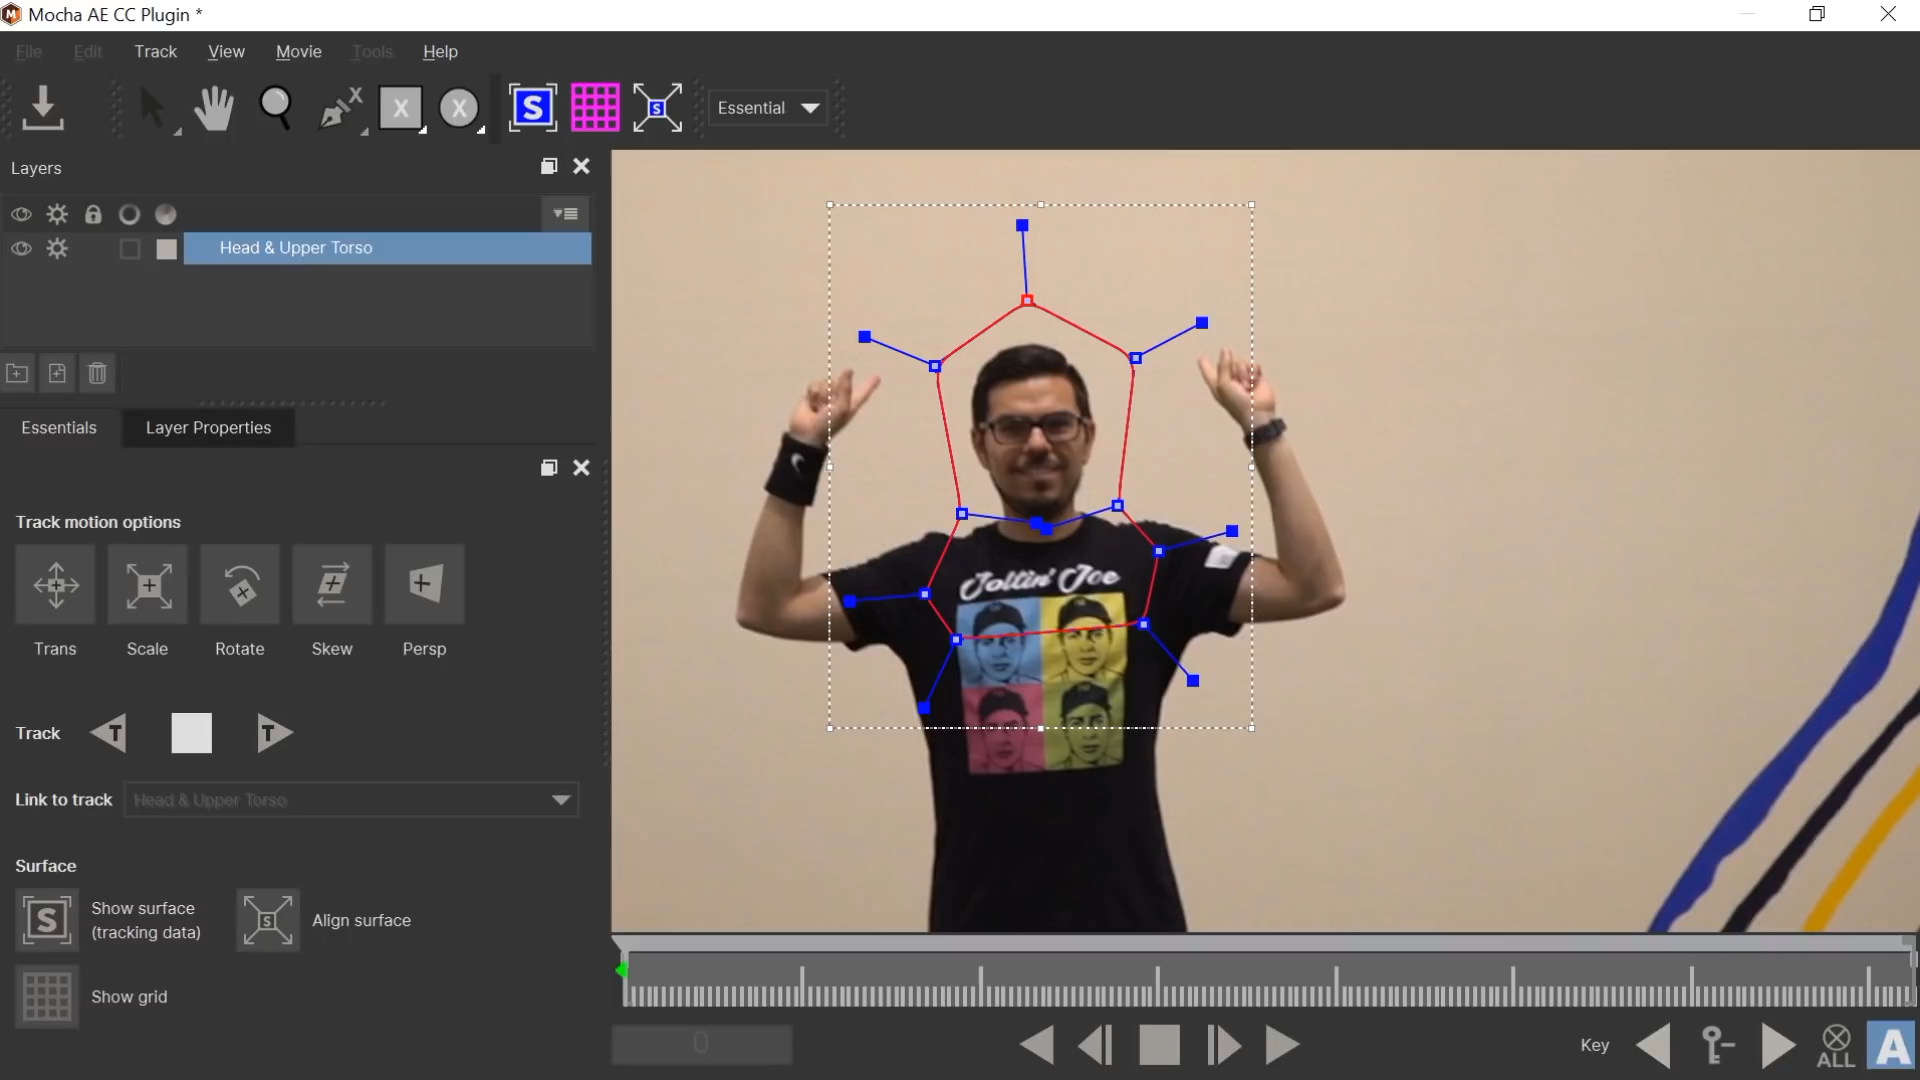 Mocha AE CC Plugin *
File Edit Track View Movie Tools Help
X X X S S Essential
Layers
Head & Upper Torso
Essentials Layer Properties
Track motion options
Trans Scale Rotate Skew Persp
Track T T
Link to track Head & Upper Torso
Surface
S Show surface
(tracking data)
S Align surface
Show grid
Joltin' Joe
0
Key
ALL
A